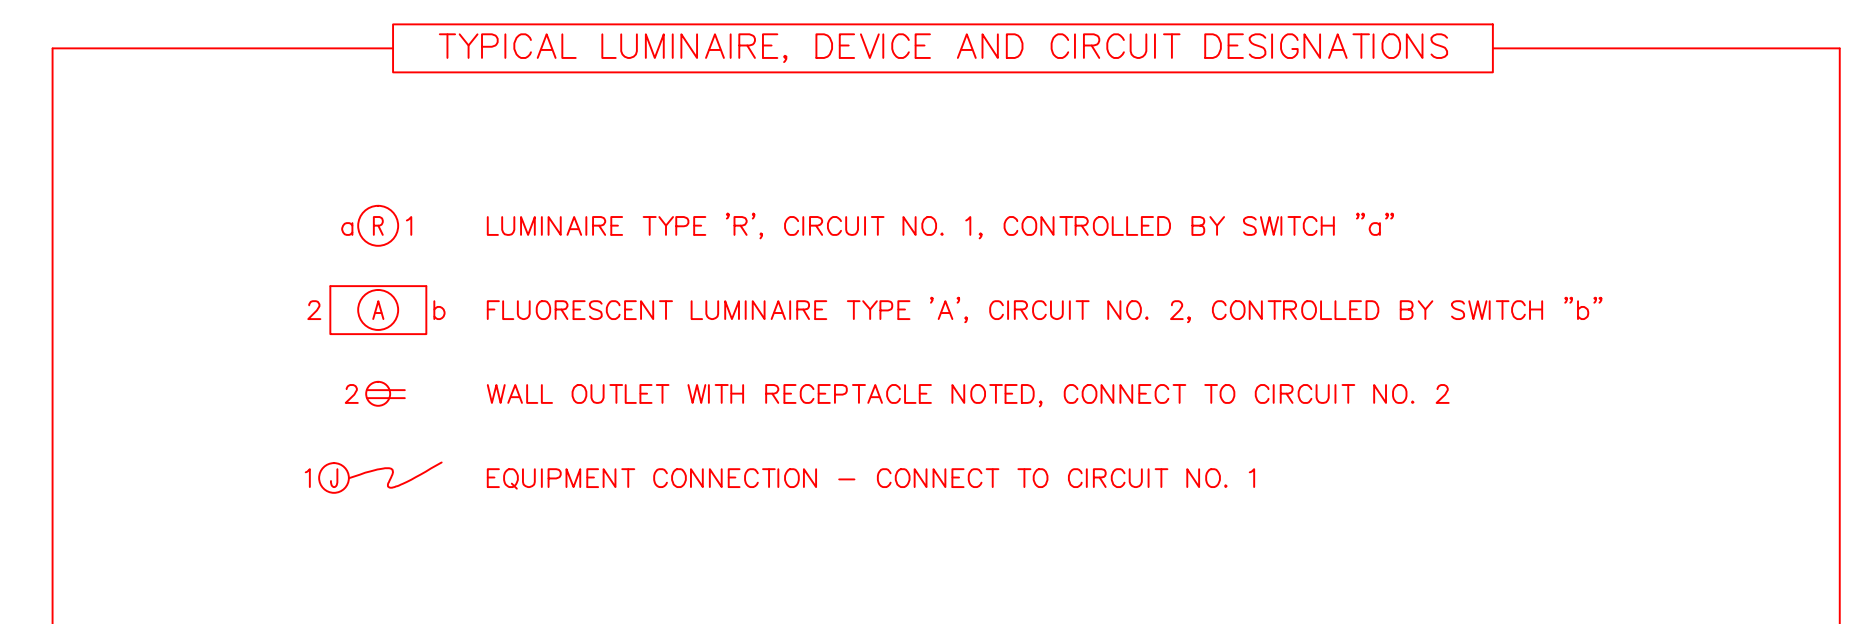 TYPICAL LUMINAIRE, DEVICE AND CIRCUIT DESIGNATIONS
a R 1 LUMINAIRE TYPE 'R', CIRCUIT NO. 1, CONTROLLED BY SWITCH "a"
2 A b FLUORESCENT LUMINAIRE TYPE 'A', CIRCUIT NO. 2, CONTROLLED BY SWITCH "b"
2 WALL OUTLET WITH RECEPTACLE NOTED, CONNECT TO CIRCUIT NO. 2
1 J EQUIPMENT CONNECTION – CONNECT TO CIRCUIT NO. 1